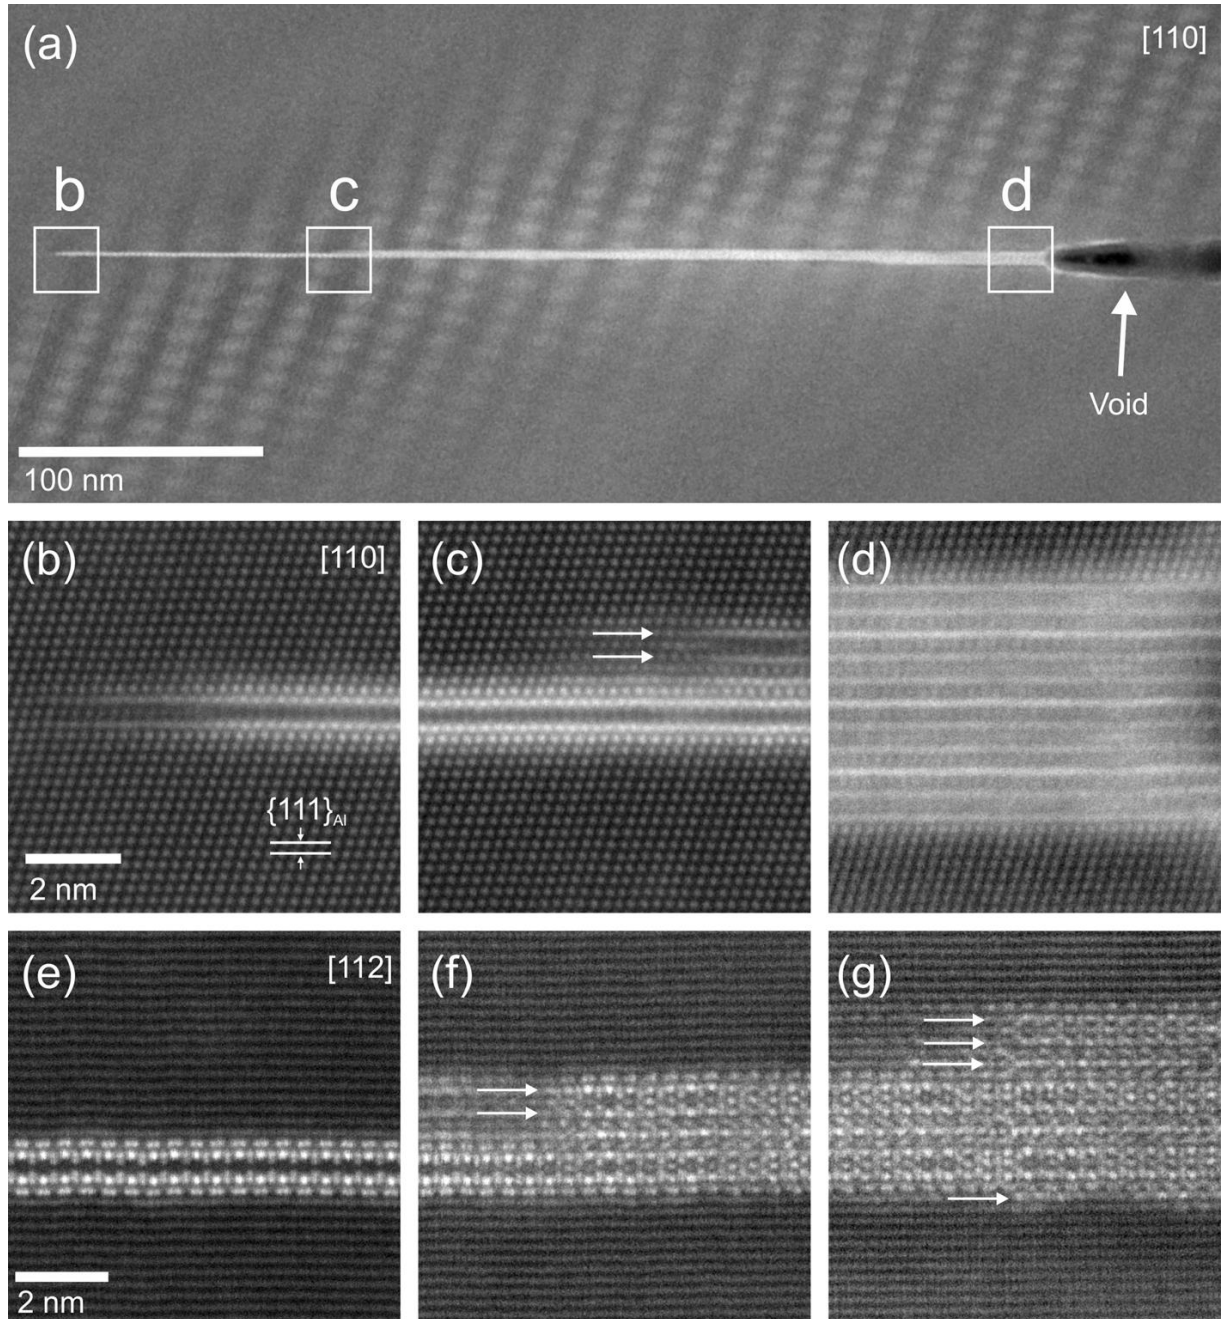 (a)
[110]
b
c
d
Void
100 nm
(b)
[110]
(c)
(d)
{111}Al
2 nm
(e)
[112]
(f)
(g)
2 nm